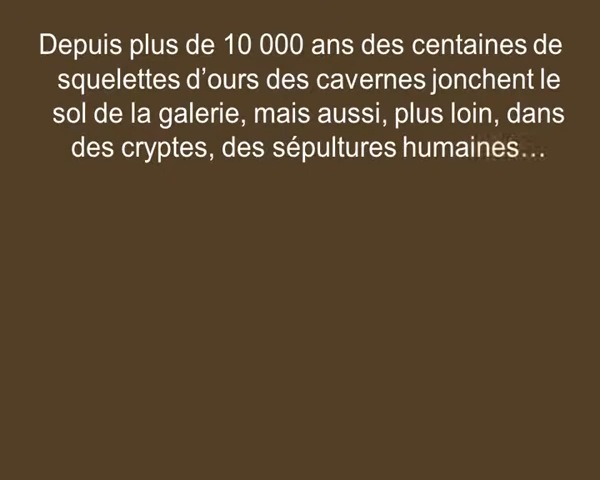 Depuis plus de 10 000 ans des centaines de
squelettes d’ours des cavernes jonchent le
sol de la galerie, mais aussi, plus loin, dans
des cryptes, des sépultures humaines…